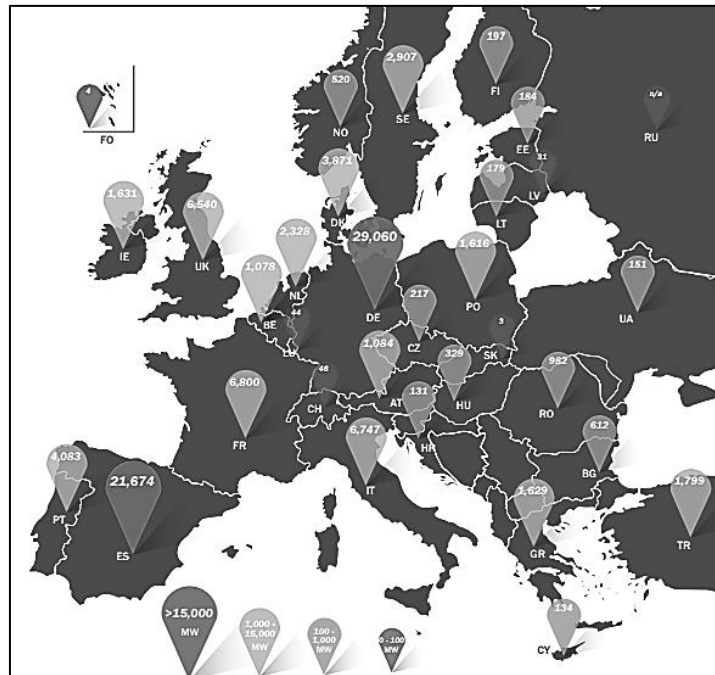 197
FI
2,907
SE
520
NO
4
FO
n/a
RU
184
EE
31
LV
179
LT
3,871
DK
1,631
IE
6,540
UK
2,328
NL
29,060
DE
1,616
PO
1,078
BE
44
LU
217
CZ
151
UA
3
SK
1,084
AT
329
HU
982
RO
46
CH
131
HR
6,800
FR
6,747
IT
612
BG
4,083
PT
21,674
ES
1,629
GR
1,799
TR
134
CY
>15,000
MW
1,000 -
15,000
MW
100 -
1,000
MW
0 - 100
MW